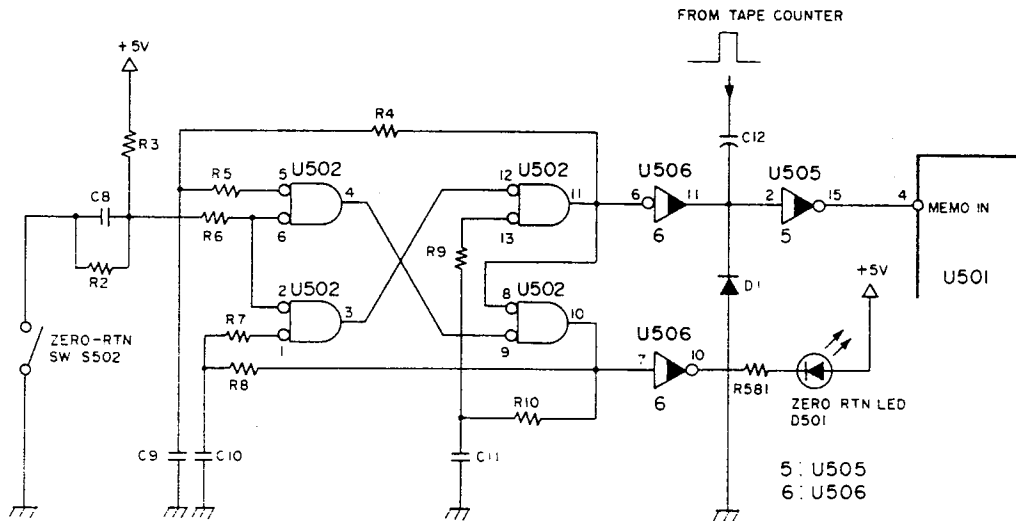 FROM TAPE COUNTER
+5V
R4
R3
C12
U502
U502
U506
U505
R5
5
4
12
11
6
11
2
15
4
MEMO IN
C8
R6
6
13
6
5
R2
R9
U501
U502
U502
+5V
2
3
8
10
D1
R7
1
9
U506
ZERO-RTN
SW S502
R8
7
10
R581
6
ZERO RTN LED
D501
R10
C9
C10
C11
5: U505
6: U506